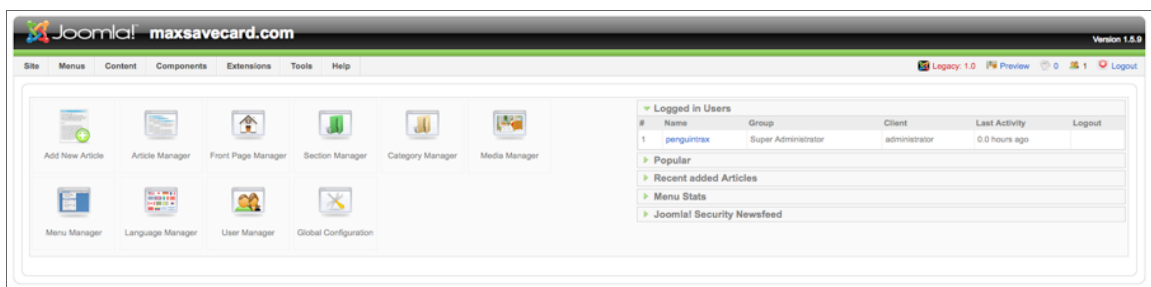 Joomla! maxsavecard.com
Version 1.5.9
Site Menus Content Components Extensions Tools Help Legacy: 1.0 Preview 0 1 Logout
Add New Article Article Manager Front Page Manager Section Manager Category Manager Media Manager
Menu Manager Language Manager User Manager Global Configuration
Logged in Users
# Name Group Client Last Activity Logout
1 penguintrax Super Administrator administrator 0.0 hours ago
Popular
Recent added Articles
Menu Stats
Joomla! Security Newsfeed